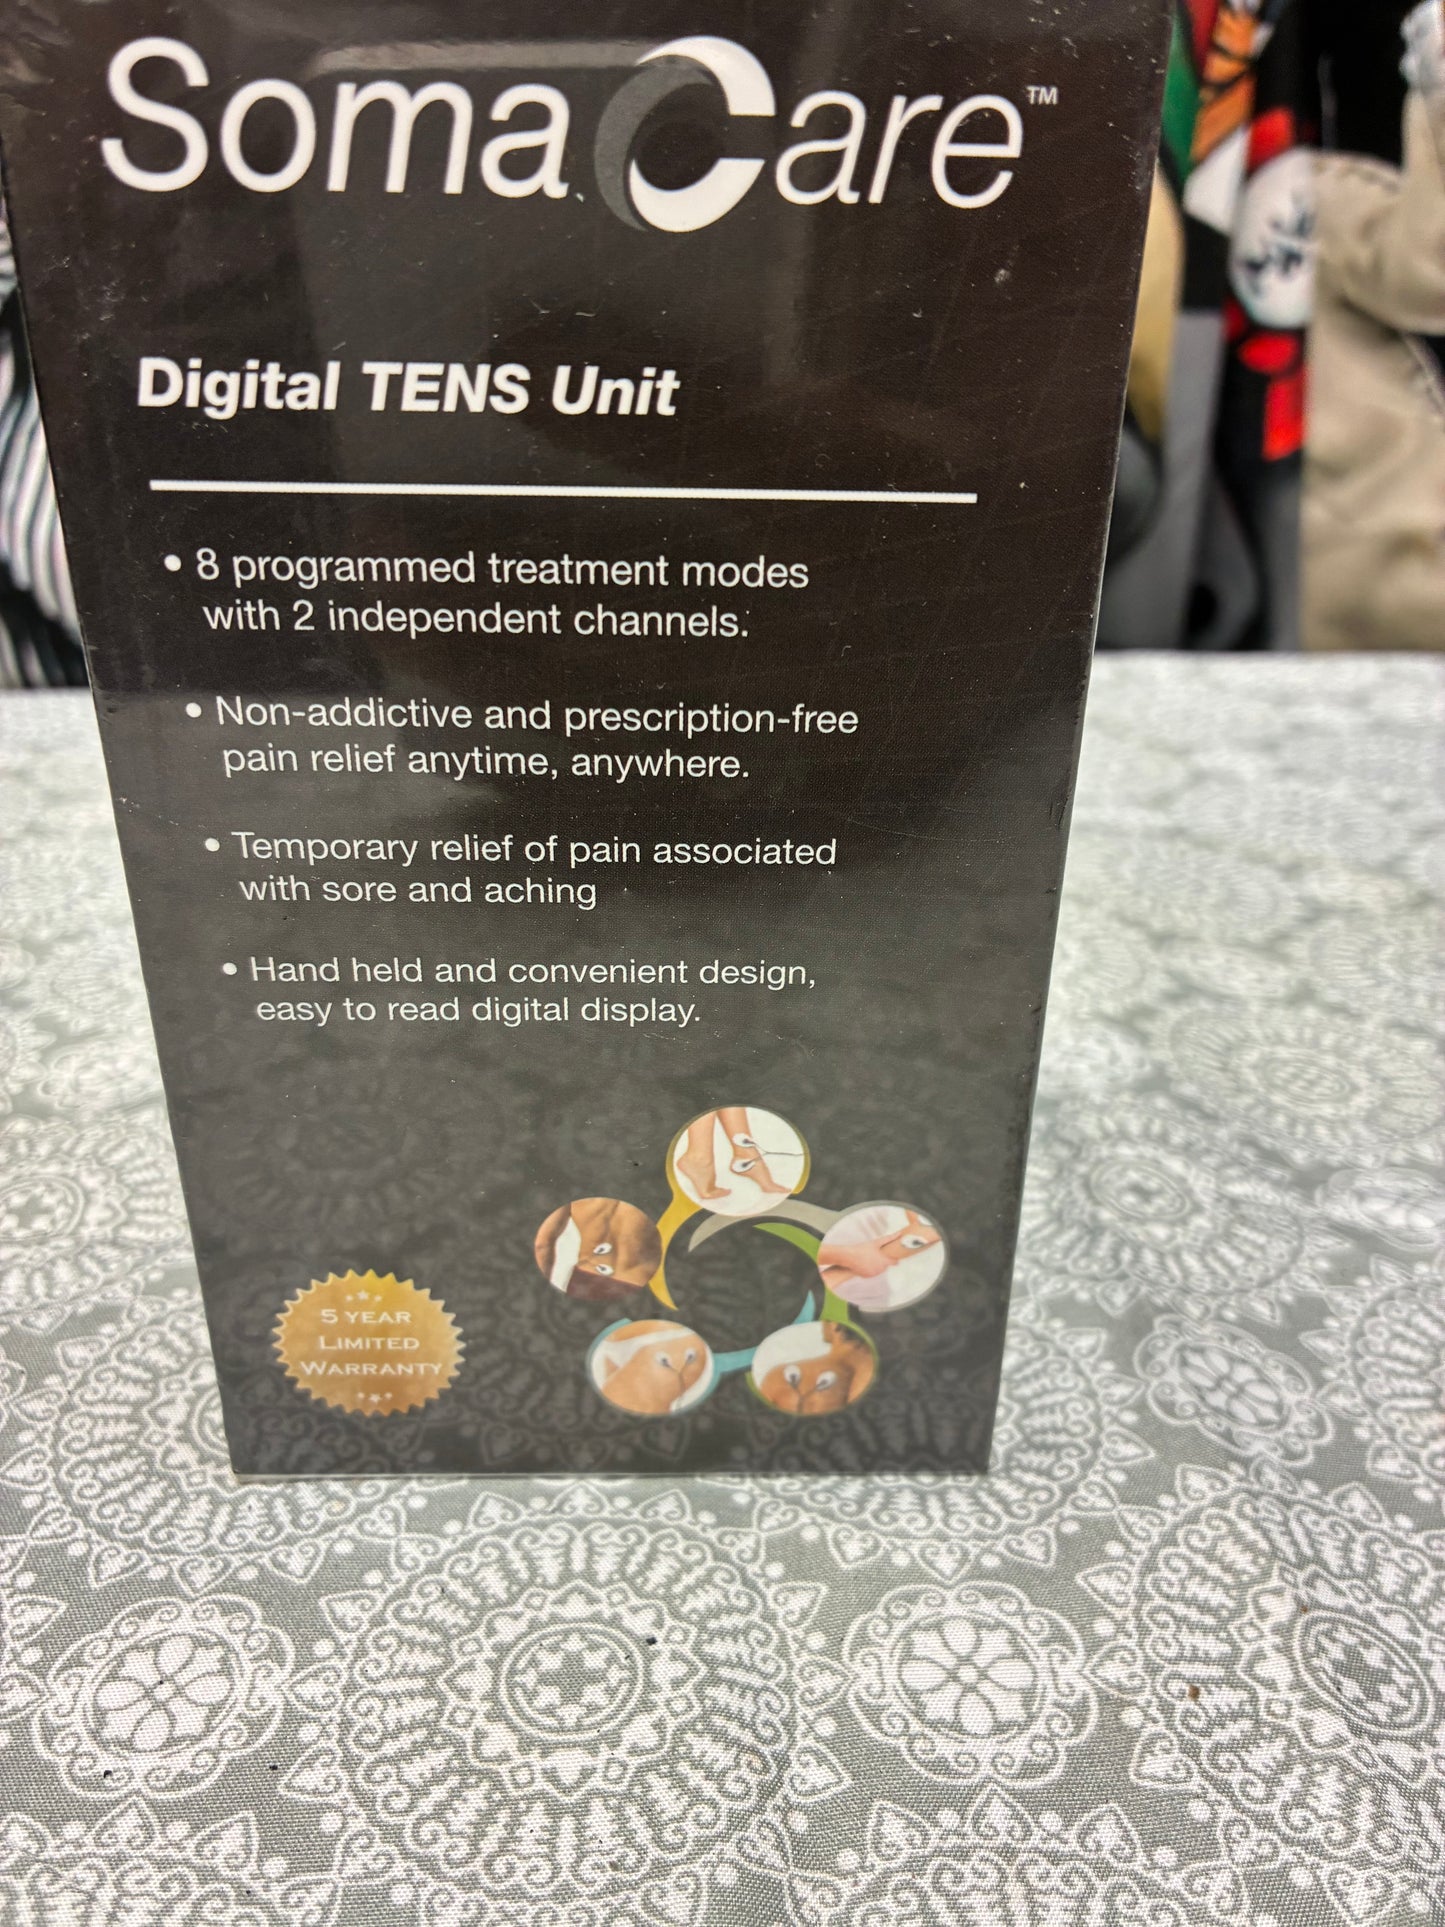 SomaCare™
Digital TENS Unit
• 8 programmed treatment modes
with 2 independent channels.
• Non-addictive and prescription-free
pain relief anytime, anywhere.
• Temporary relief of pain associated
with sore and aching
• Hand held and convenient design,
easy to read digital display.
5 YEAR
LIMITED
WARRANTY